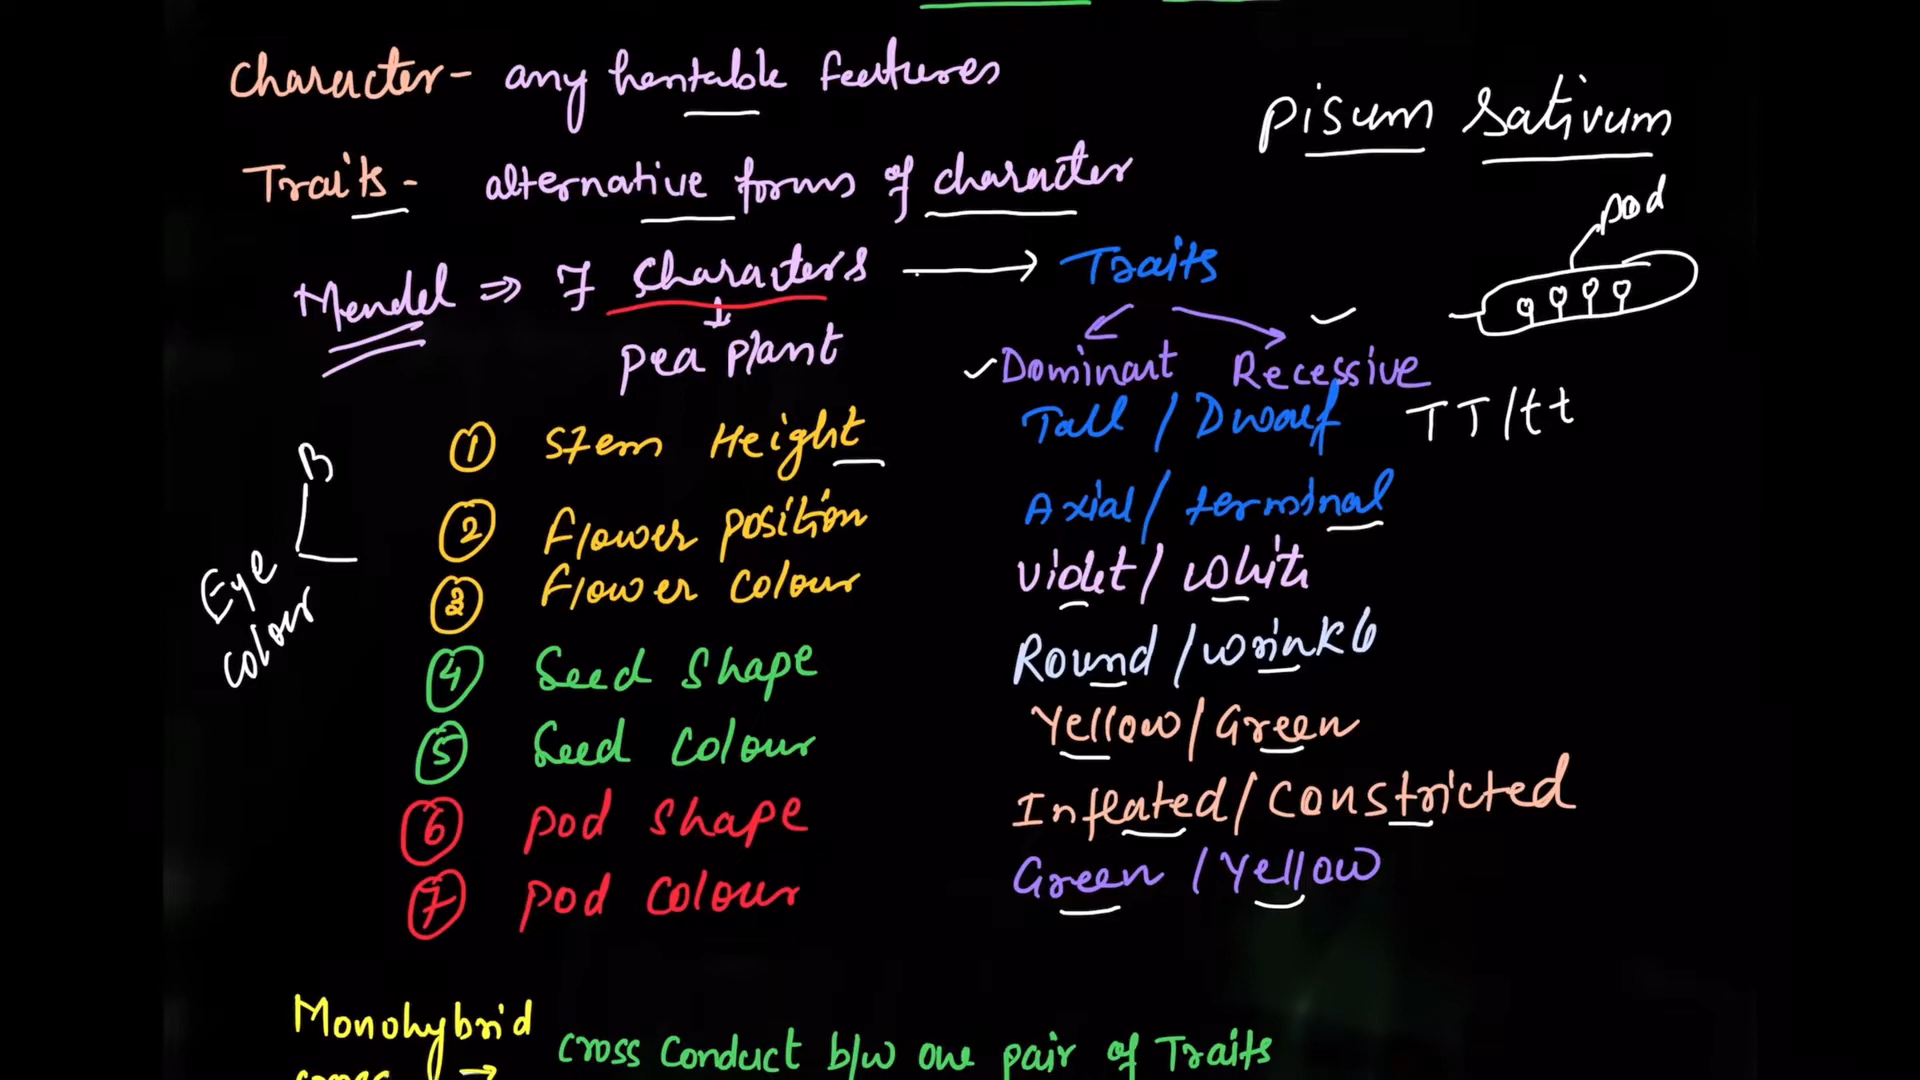 Character - any heritable features
Pisum Sativum
Traits - alternative forms of character
pod
Mendel ⇒ 7 Characters → Traits
pea plant
Dominant Recessive
① Stem Height Tall / Dwarf TT/tt
B
② Flower position Axial / terminal
Eye colour
③ Flower Colour Violet / White
④ Seed Shape Round / wrinkle
⑤ Seed Colour Yellow / Green
⑥ Pod Shape Inflated / Constricted
⑦ Pod Colour Green / Yellow
Monohybrid
→ cross conduct b/w one pair of Traits